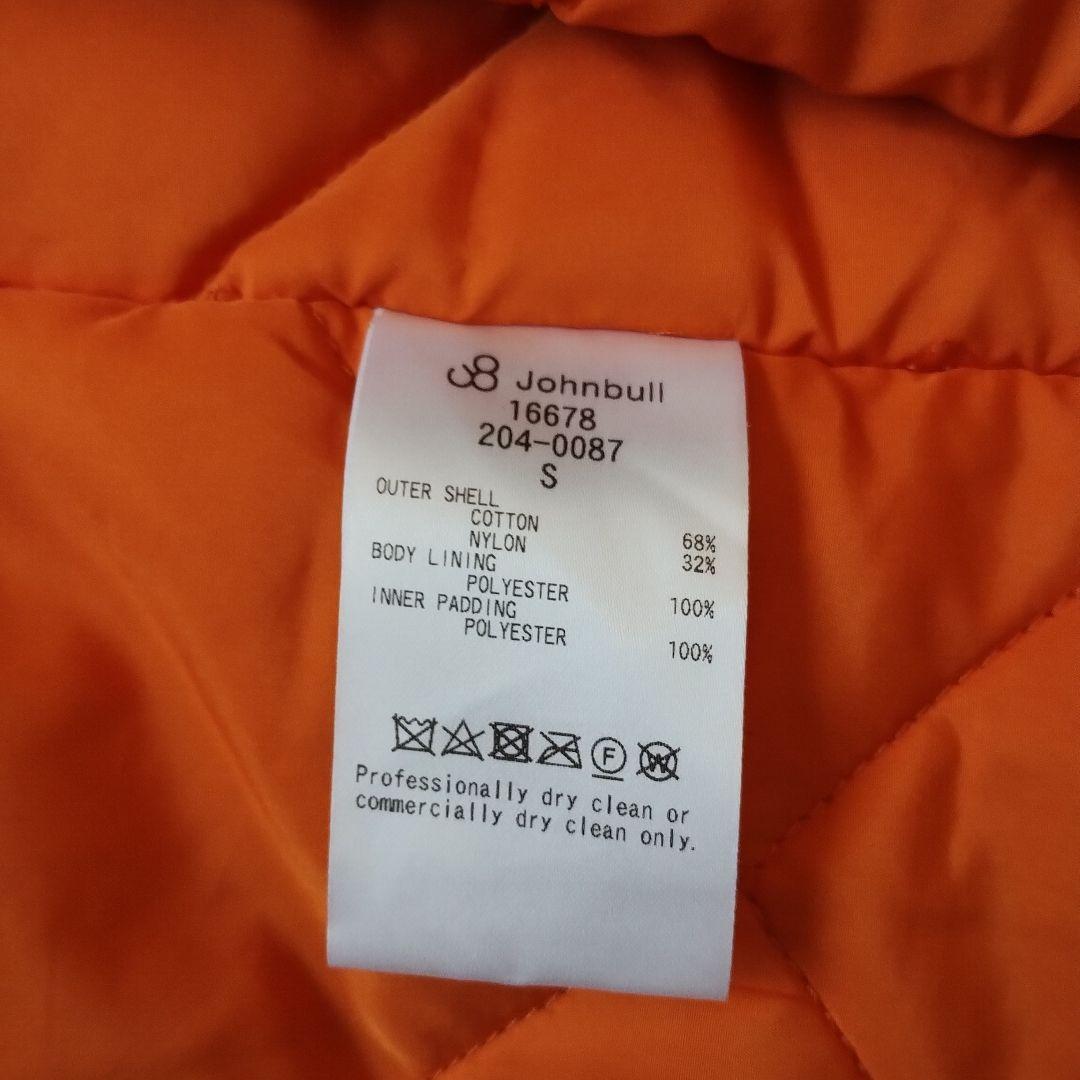 Johnbull
16678
204-0087
S
OUTER SHELL
COTTON 68%
NYLON 32%
BODY LINING
POLYESTER 100%
INNER PADDING
POLYESTER 100%
F W
Professionally dry clean or
commercially dry clean only.